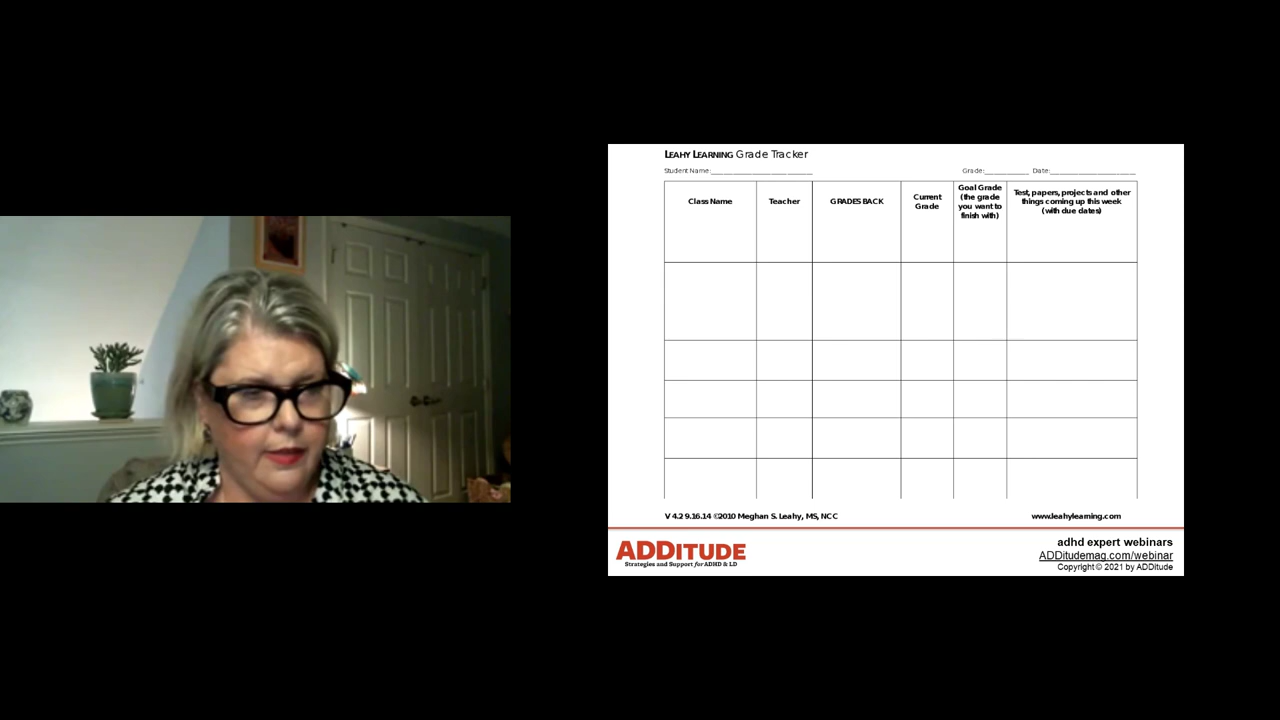 LEAHY LEARNING Grade Tracker
Student Name:____________________________ Grade:____________ Date:________________________
Class Name
Teacher
GRADES BACK
Current
Grade
Goal Grade
(the grade
you want to
finish with)
Test, papers, projects and other
things coming up this week
(with due dates)
V 4.2 9.16.14 ©2010 Meghan S. Leahy, MS, NCC www.leahylearning.com
ADDITUDE
Strategies and Support for ADHD & LD
adhd expert webinars
ADDitudemag.com/webinar
Copyright © 2021 by ADDitude